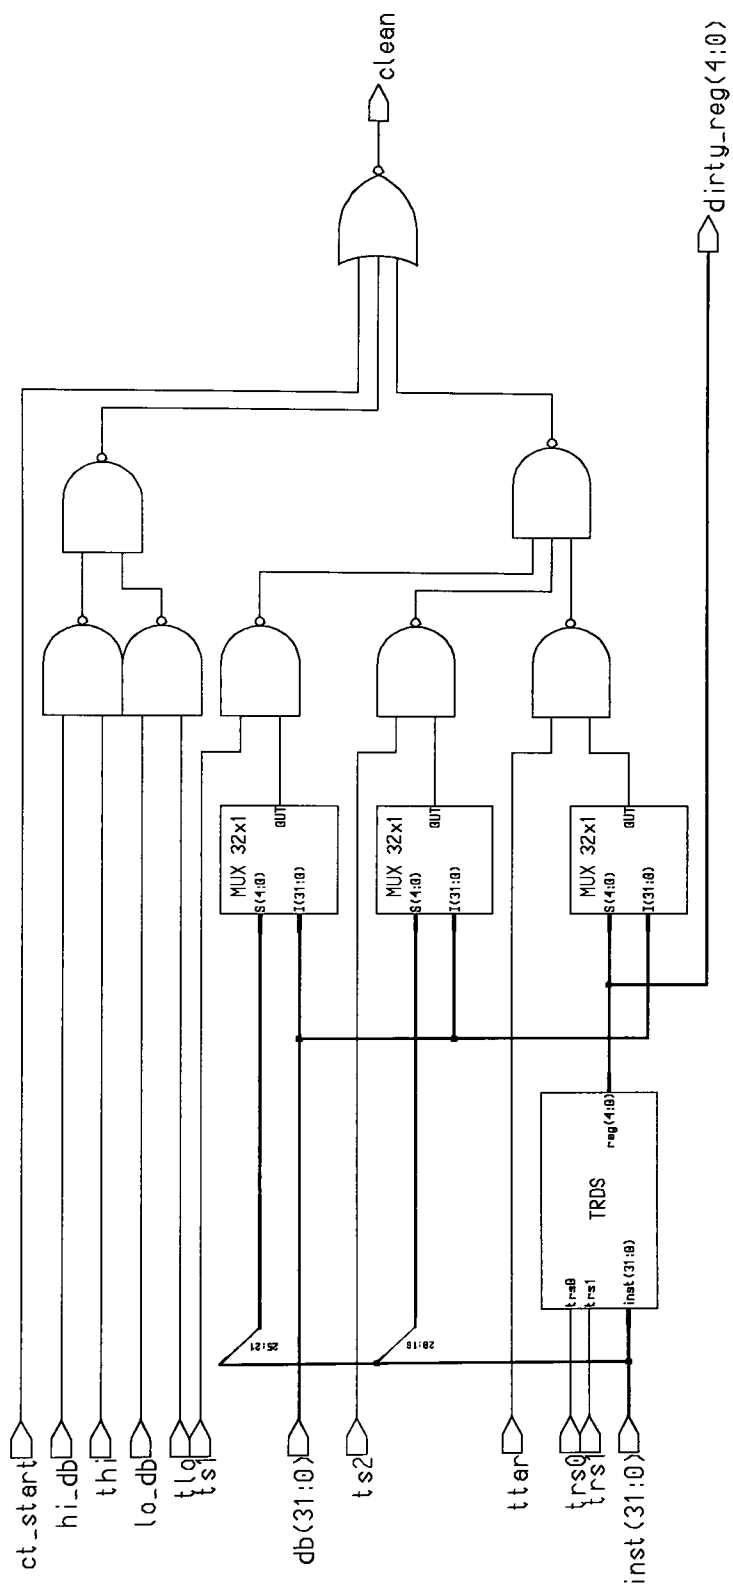 clean
dirty_reg(4:0)
MUX 32x1
OUT
S(4:0)
I(31:0)
MUX 32x1
OUT
S(4:0)
I(31:0)
MUX 32x1
OUT
S(4:0)
I(31:0)
reg(4:0)
TRDS
trs0
trs1
inst(31:0)
25:21
20:16
ct_start
hi_db
thi
lo_db
tlo
ts1
db(31:0)
ts2
ttar
trs0
trs1
inst(31:0)